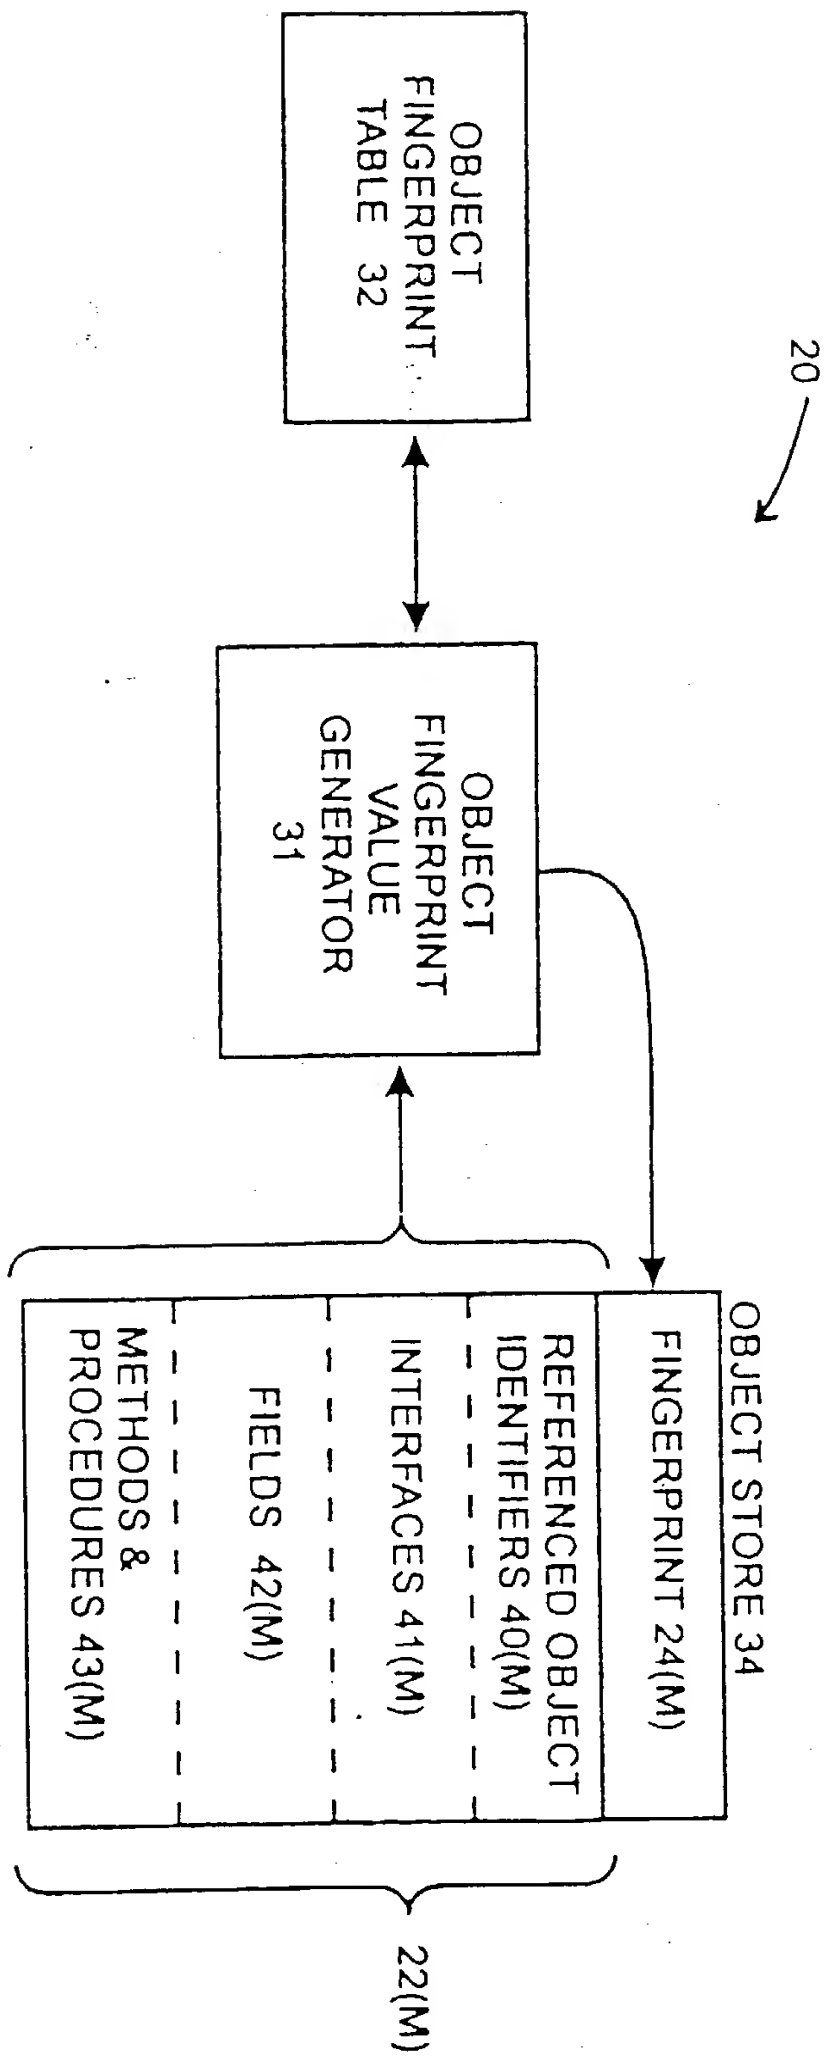 20
OBJECT
FINGERPRINT
TABLE 32
OBJECT
FINGERPRINT
VALUE
GENERATOR
31
OBJECT STORE 34
FINGERPRINT 24(M)
REFERENCED OBJECT
IDENTIFIERS 40(M)
INTERFACES 41(M)
FIELDS 42(M)
METHODS &
PROCEDURES 43(M)
22(M)